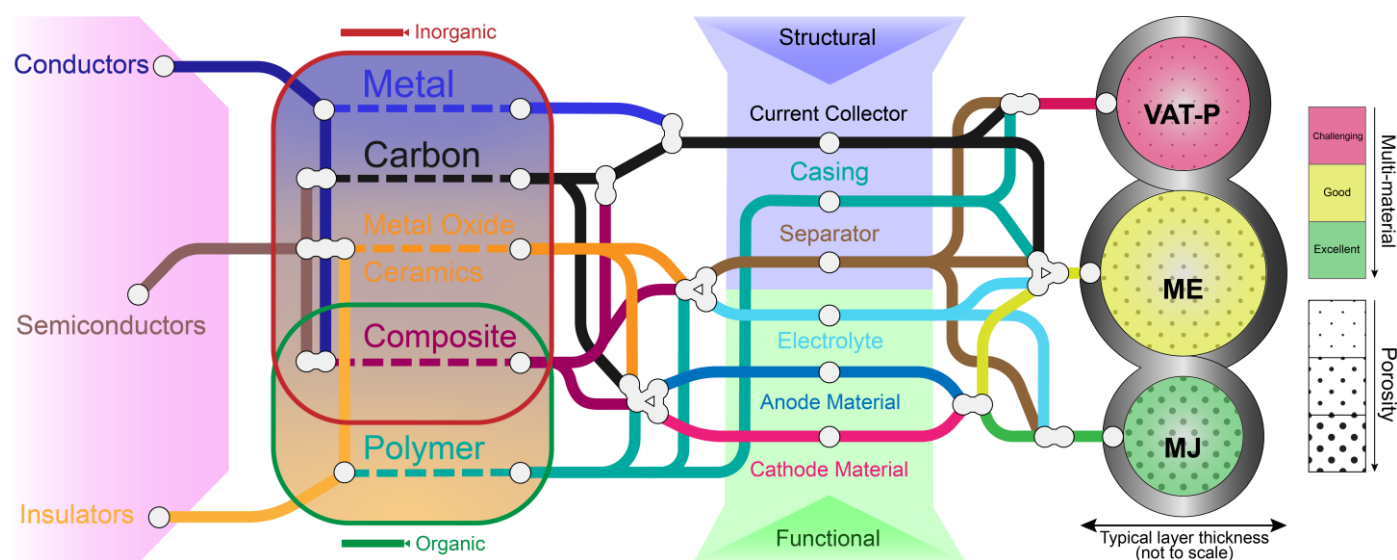 Conductors
Semiconductors
Insulators
Inorganic
Metal
Carbon
Metal Oxide
Ceramics
Composite
Polymer
Organic
Structural
Current Collector
Casing
Separator
Electrolyte
Anode Material
Cathode Material
Functional
VAT-P
ME
MJ
Typical layer thickness
(not to scale)
Challenging
Good
Excellent
Multi-material
Porosity